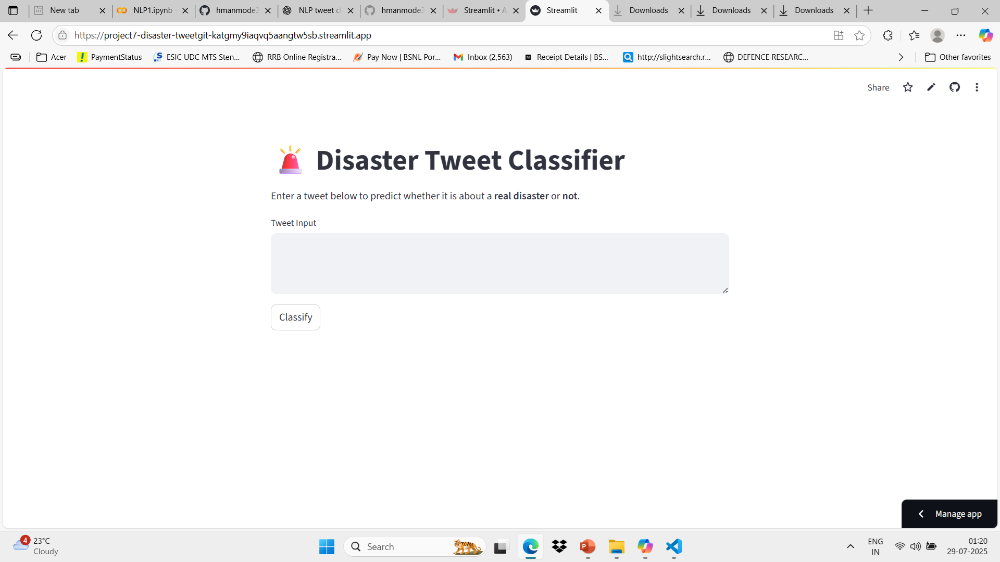 New tab
NLP1.ipynb
hmanmode3
NLP tweet cl
hmanmode3
Streamlit • A
Streamlit
Downloads
Downloads
Downloads
https://project7-disaster-tweetgit-katgmy9iaqvq5aangtw5sb.streamlit.app
Acer
PaymentStatus
ESIC UDC MTS Sten...
RRB Online Registra...
Pay Now | BSNL Por...
Inbox (2,563)
Receipt Details | BS...
http://slightsearch.r...
DEFENCE RESEARC...
Other favorites
Share
Disaster Tweet Classifier
Enter a tweet below to predict whether it is about a real disaster or not.
Tweet Input
Classify
Manage app
4
23°C
Cloudy
Search
ENG
IN
01:20
29-07-2025